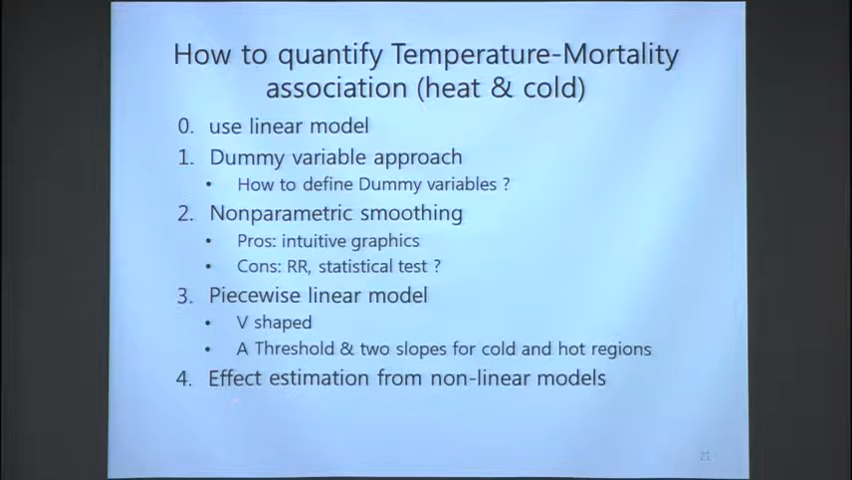 How to quantify Temperature-Mortality
association (heat & cold)
0. use linear model
1. Dummy variable approach
• How to define Dummy variables ?
2. Nonparametric smoothing
• Pros: intuitive graphics
• Cons: RR, statistical test ?
3. Piecewise linear model
• V shaped
• A Threshold & two slopes for cold and hot regions
4. Effect estimation from non-linear models
21